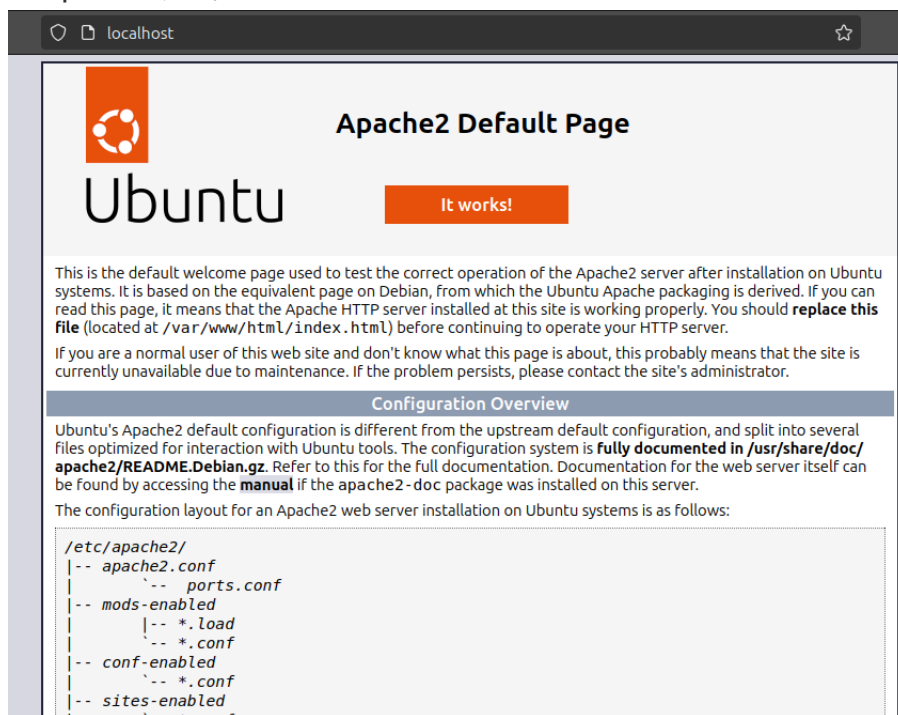 localhost
Apache2 Default Page
Ubuntu
It works!
This is the default welcome page used to test the correct operation of the Apache2 server after installation on Ubuntu
systems. It is based on the equivalent page on Debian, from which the Ubuntu Apache packaging is derived. If you can
read this page, it means that the Apache HTTP server installed at this site is working properly. You should replace this
file (located at /var/www/html/index.html) before continuing to operate your HTTP server.
If you are a normal user of this web site and don't know what this page is about, this probably means that the site is
currently unavailable due to maintenance. If the problem persists, please contact the site's administrator.
Configuration Overview
Ubuntu's Apache2 default configuration is different from the upstream default configuration, and split into several
files optimized for interaction with Ubuntu tools. The configuration system is fully documented in /usr/share/doc/
apache2/README.Debian.gz. Refer to this for the full documentation. Documentation for the web server itself can
be found by accessing the manual if the apache2-doc package was installed on this server.
The configuration layout for an Apache2 web server installation on Ubuntu systems is as follows:
/etc/apache2/
|-- apache2.conf
|       `--  ports.conf
|-- mods-enabled
|       |-- *.load
|       `-- *.conf
|-- conf-enabled
|       `-- *.conf
|-- sites-enabled